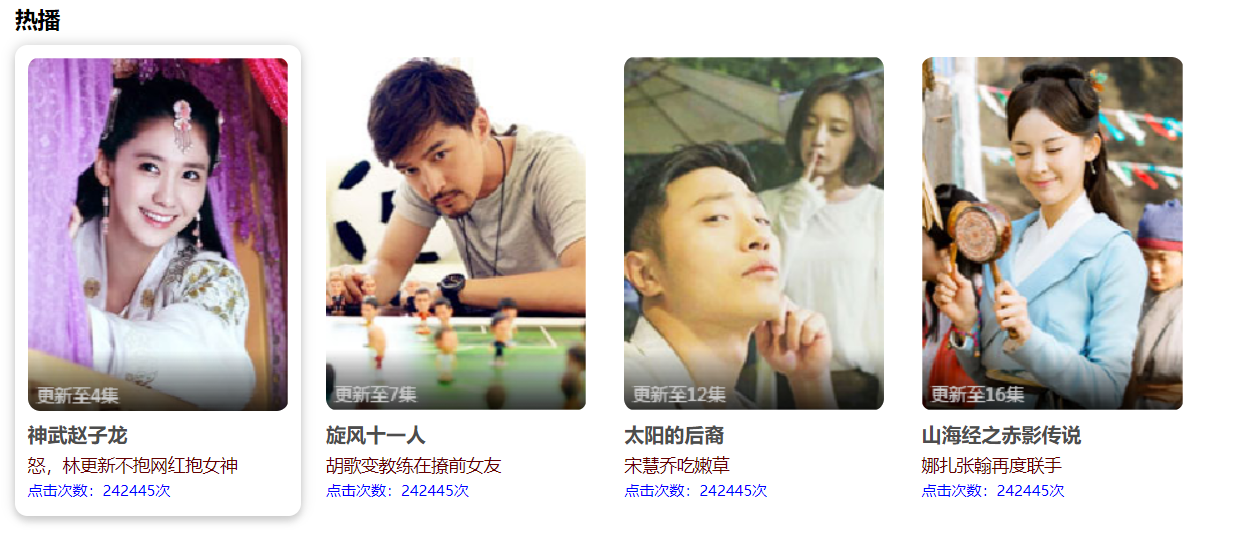 热播
更新至4集
神武赵子龙
怒，林更新不抱网红抱女神
点击次数：242445次
更新至7集
旋风十一人
胡歌变教练在撩前女友
点击次数：242445次
更新至12集
太阳的后裔
宋慧乔吃嫩草
点击次数：242445次
更新至16集
山海经之赤影传说
娜扎张翰再度联手
点击次数：242445次